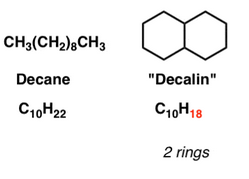 CH₃(CH₂)₈CH₃
Decane
"Decalin"
C₁₀H₂₂
C₁₀H₁₈
2 rings